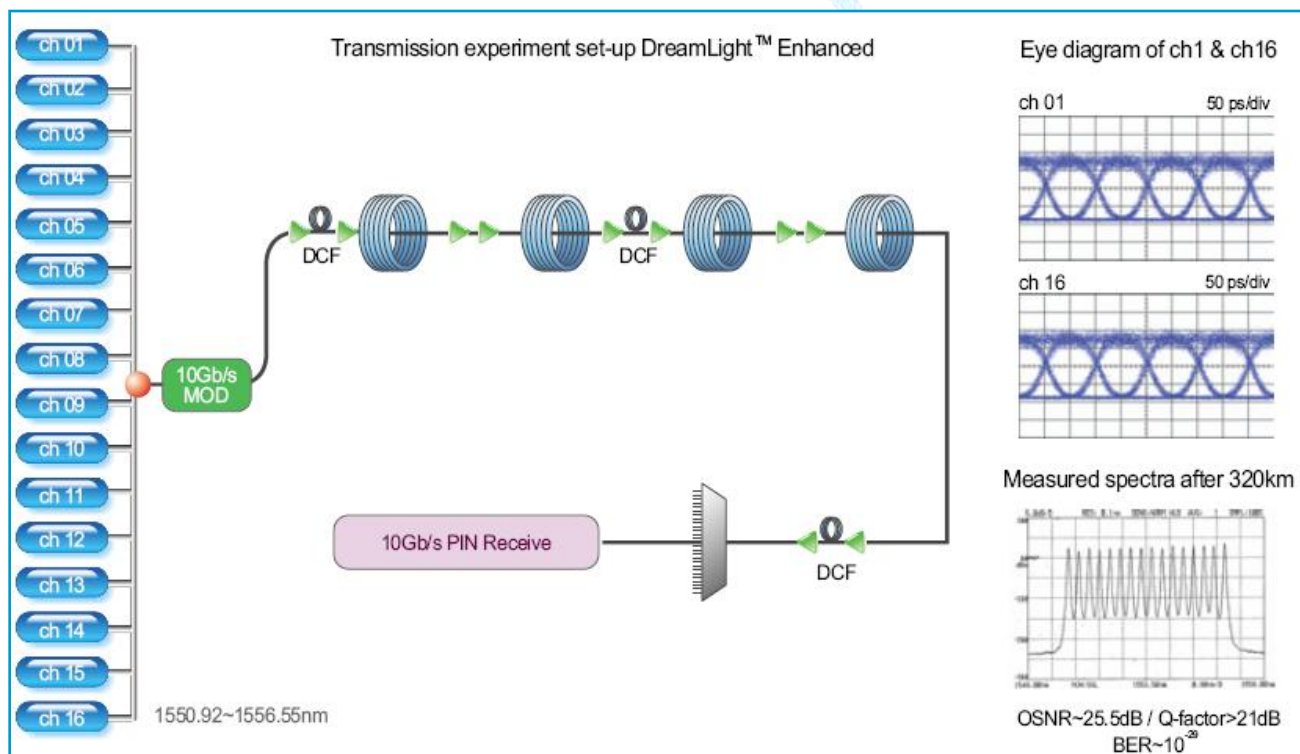 ch 01
ch 02
ch 03
ch 04
ch 05
ch 06
ch 07
ch 08
ch 09
ch 10
ch 11
ch 12
ch 13
ch 14
ch 15
ch 16
1550.92~1556.55nm
Transmission experiment set-up DreamLight™ Enhanced
10Gb/s
MOD
DCF
DCF
DCF
10Gb/s PIN Receive
Eye diagram of ch1 & ch16
ch 01 50 ps/div
ch 16 50 ps/div
Measured spectra after 320km
OSNR~25.5dB / Q-factor>21dB
BER~10⁻²⁹